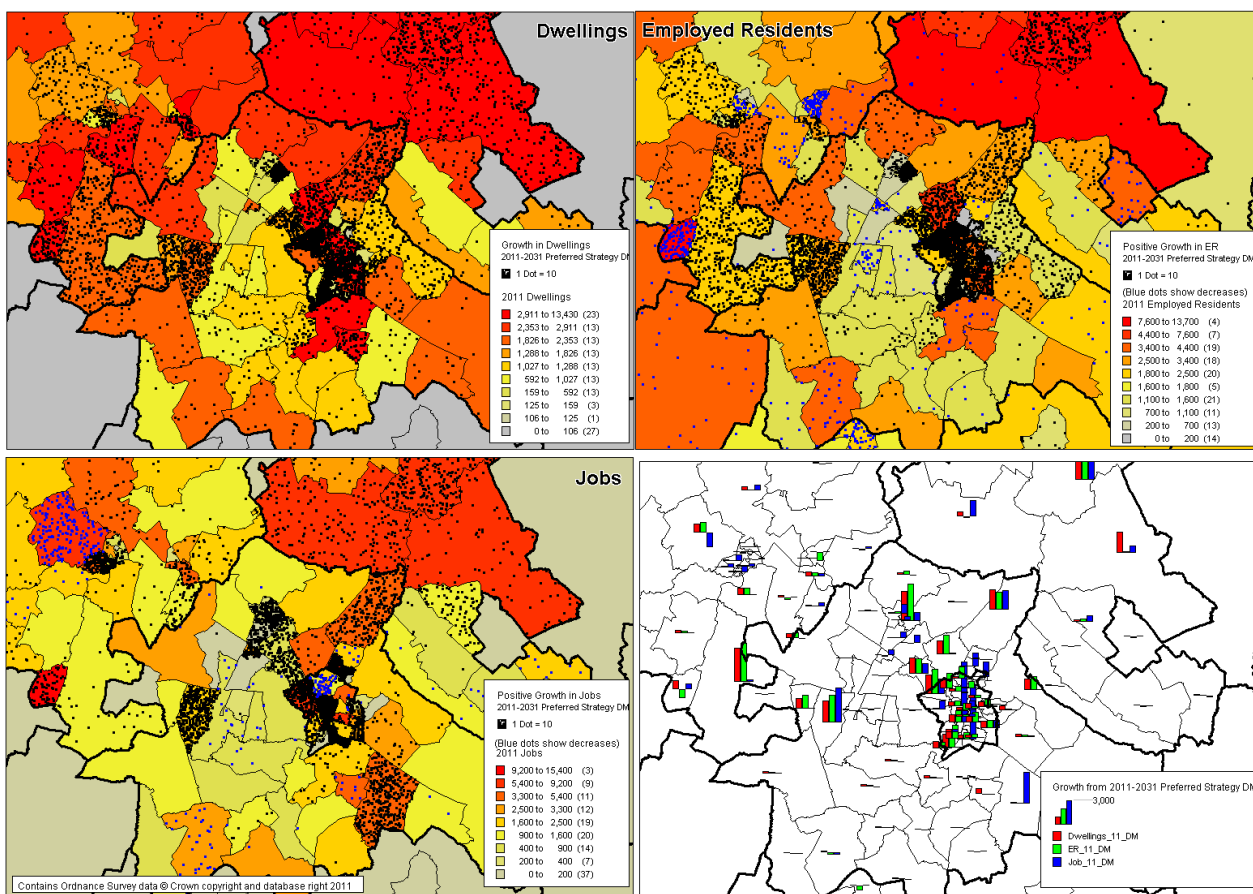 Dwellings
Growth in Dwellings
2011-2031 Preferred Strategy DM
1 Dot = 10
2011 Dwellings
2,911 to 13,430 (23)
2,353 to 2,911 (13)
1,826 to 2,353 (13)
1,288 to 1,826 (13)
1,027 to 1,288 (13)
592 to 1,027 (13)
159 to 592 (13)
125 to 159 (3)
106 to 125 (1)
0 to 106 (27)
Employed Residents
Positive Growth in ER
2011-2031 Preferred Strategy DM
1 Dot = 10
(Blue dots show decreases)
2011 Employed Residents
7,600 to 13,700 (4)
4,400 to 7,600 (7)
3,400 to 4,400 (19)
2,500 to 3,400 (18)
1,800 to 2,500 (20)
1,600 to 1,800 (5)
1,100 to 1,600 (21)
700 to 1,100 (11)
200 to 700 (13)
0 to 200 (14)
Jobs
Positive Growth in Jobs
2011-2031 Preferred Strategy DM
1 Dot = 10
(Blue dots show decreases)
2011 Jobs
9,200 to 15,400 (3)
5,400 to 9,200 (9)
3,300 to 5,400 (11)
2,500 to 3,300 (12)
1,600 to 2,500 (19)
900 to 1,600 (20)
400 to 900 (14)
200 to 400 (7)
0 to 200 (37)
Contains Ordnance Survey data © Crown copyright and database right 2011
Growth from 2011-2031 Preferred Strategy DM
3,000
Dwellings_11_DM
ER_11_DM
Job_11_DM